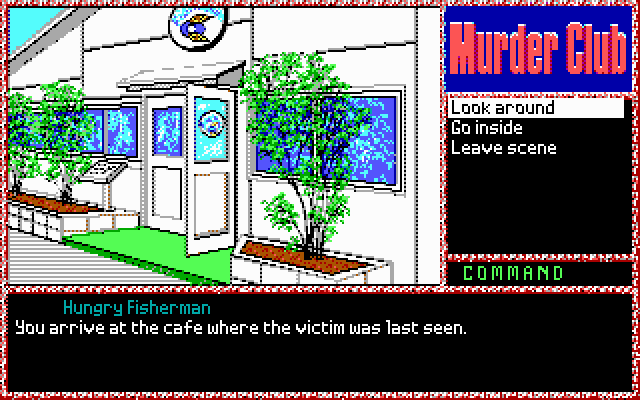 Murder Club
Look around
Go inside
Leave scene
COMMAND
Hungry Fisherman
You arrive at the cafe where the victim was last seen.